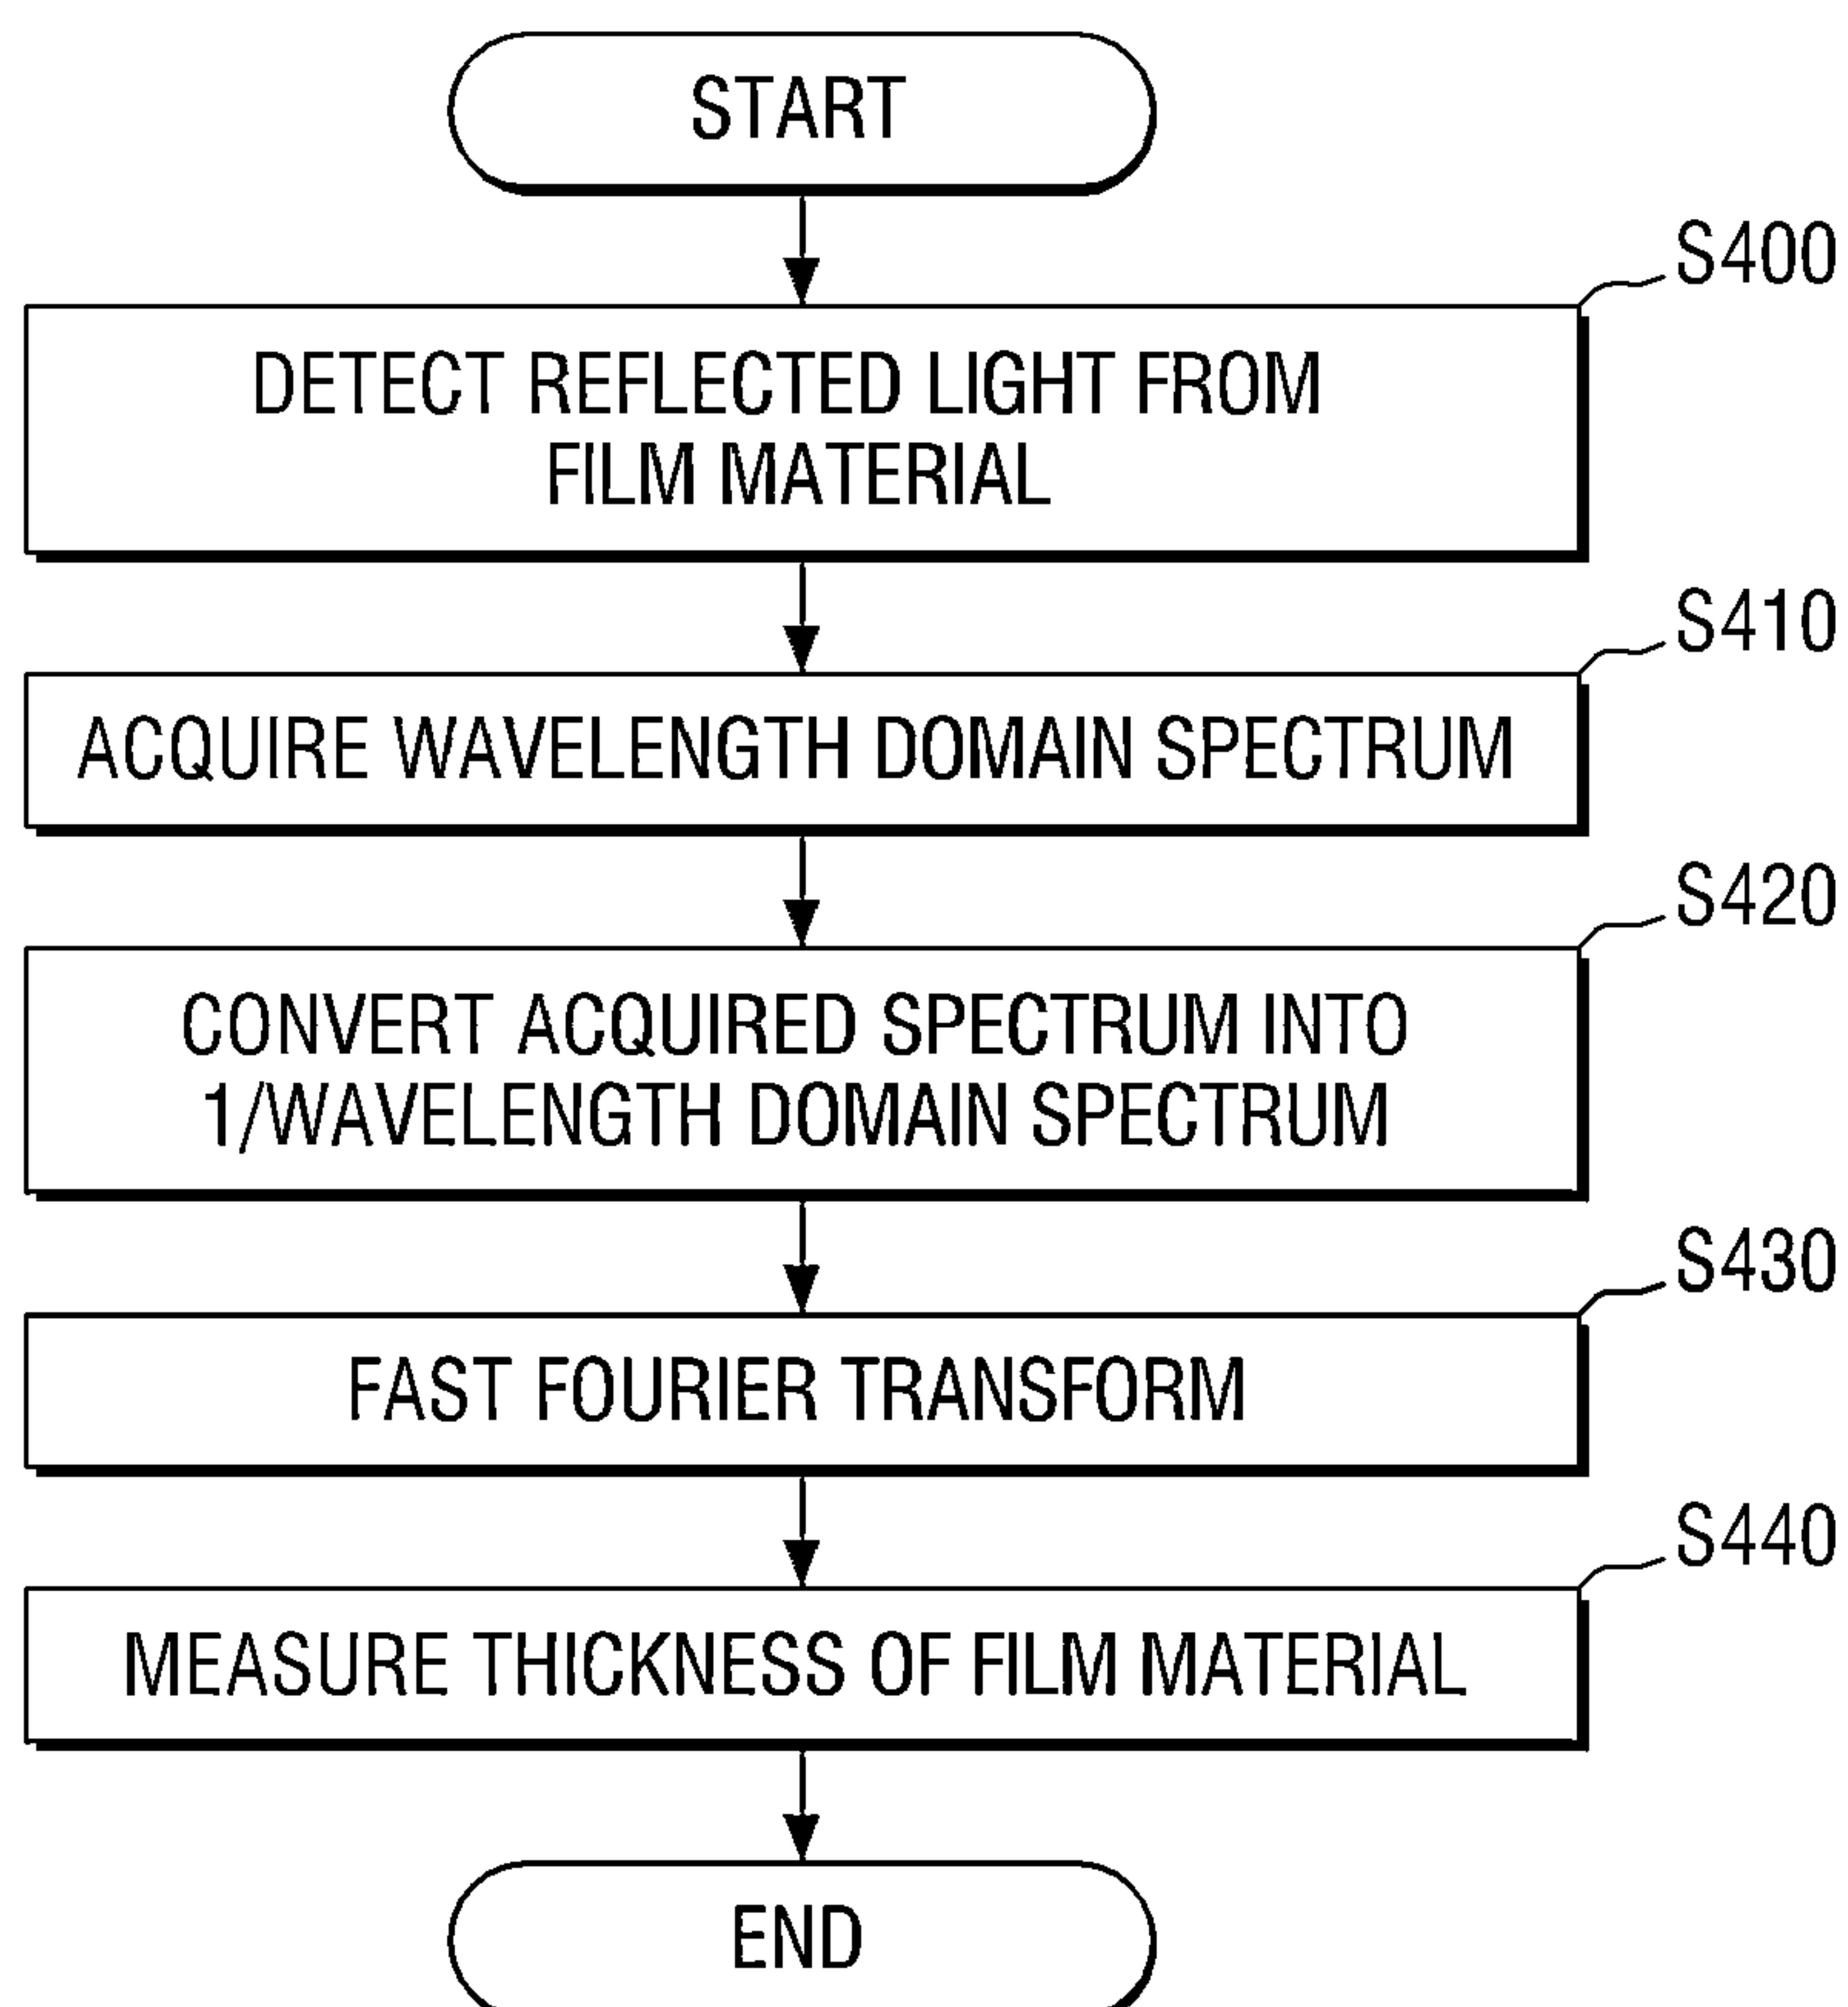 START
S400
DETECT REFLECTED LIGHT FROM
FILM MATERIAL
S410
ACQUIRE WAVELENGTH DOMAIN SPECTRUM
S420
CONVERT ACQUIRED SPECTRUM INTO
1/WAVELENGTH DOMAIN SPECTRUM
S430
FAST FOURIER TRANSFORM
S440
MEASURE THICKNESS OF FILM MATERIAL
END